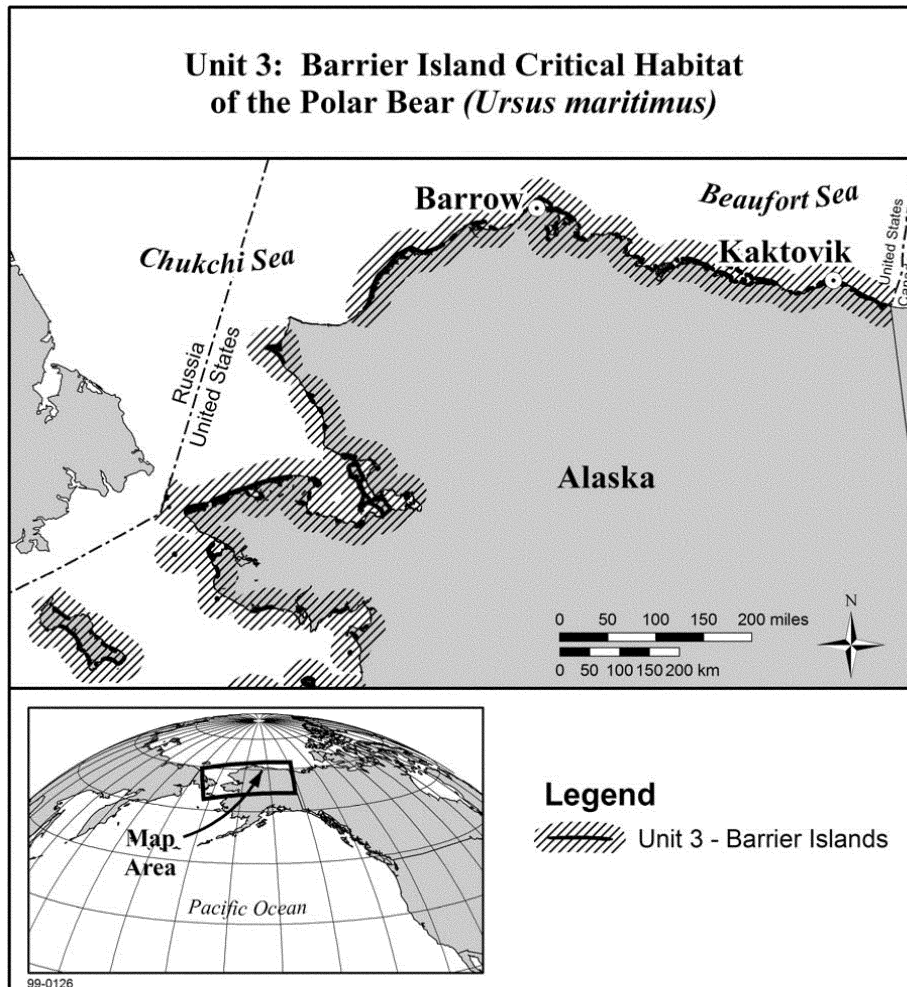 Unit 3: Barrier Island Critical Habitat
of the Polar Bear (Ursus maritimus)
Barrow
Beaufort Sea
Chukchi Sea
Kaktovik
United States
Canada
Russia
United States
Alaska
0 50 100 150 200 miles
0 50 100 150 200 km
N
Map
Area
Pacific Ocean
Legend
Unit 3 - Barrier Islands
99-0126